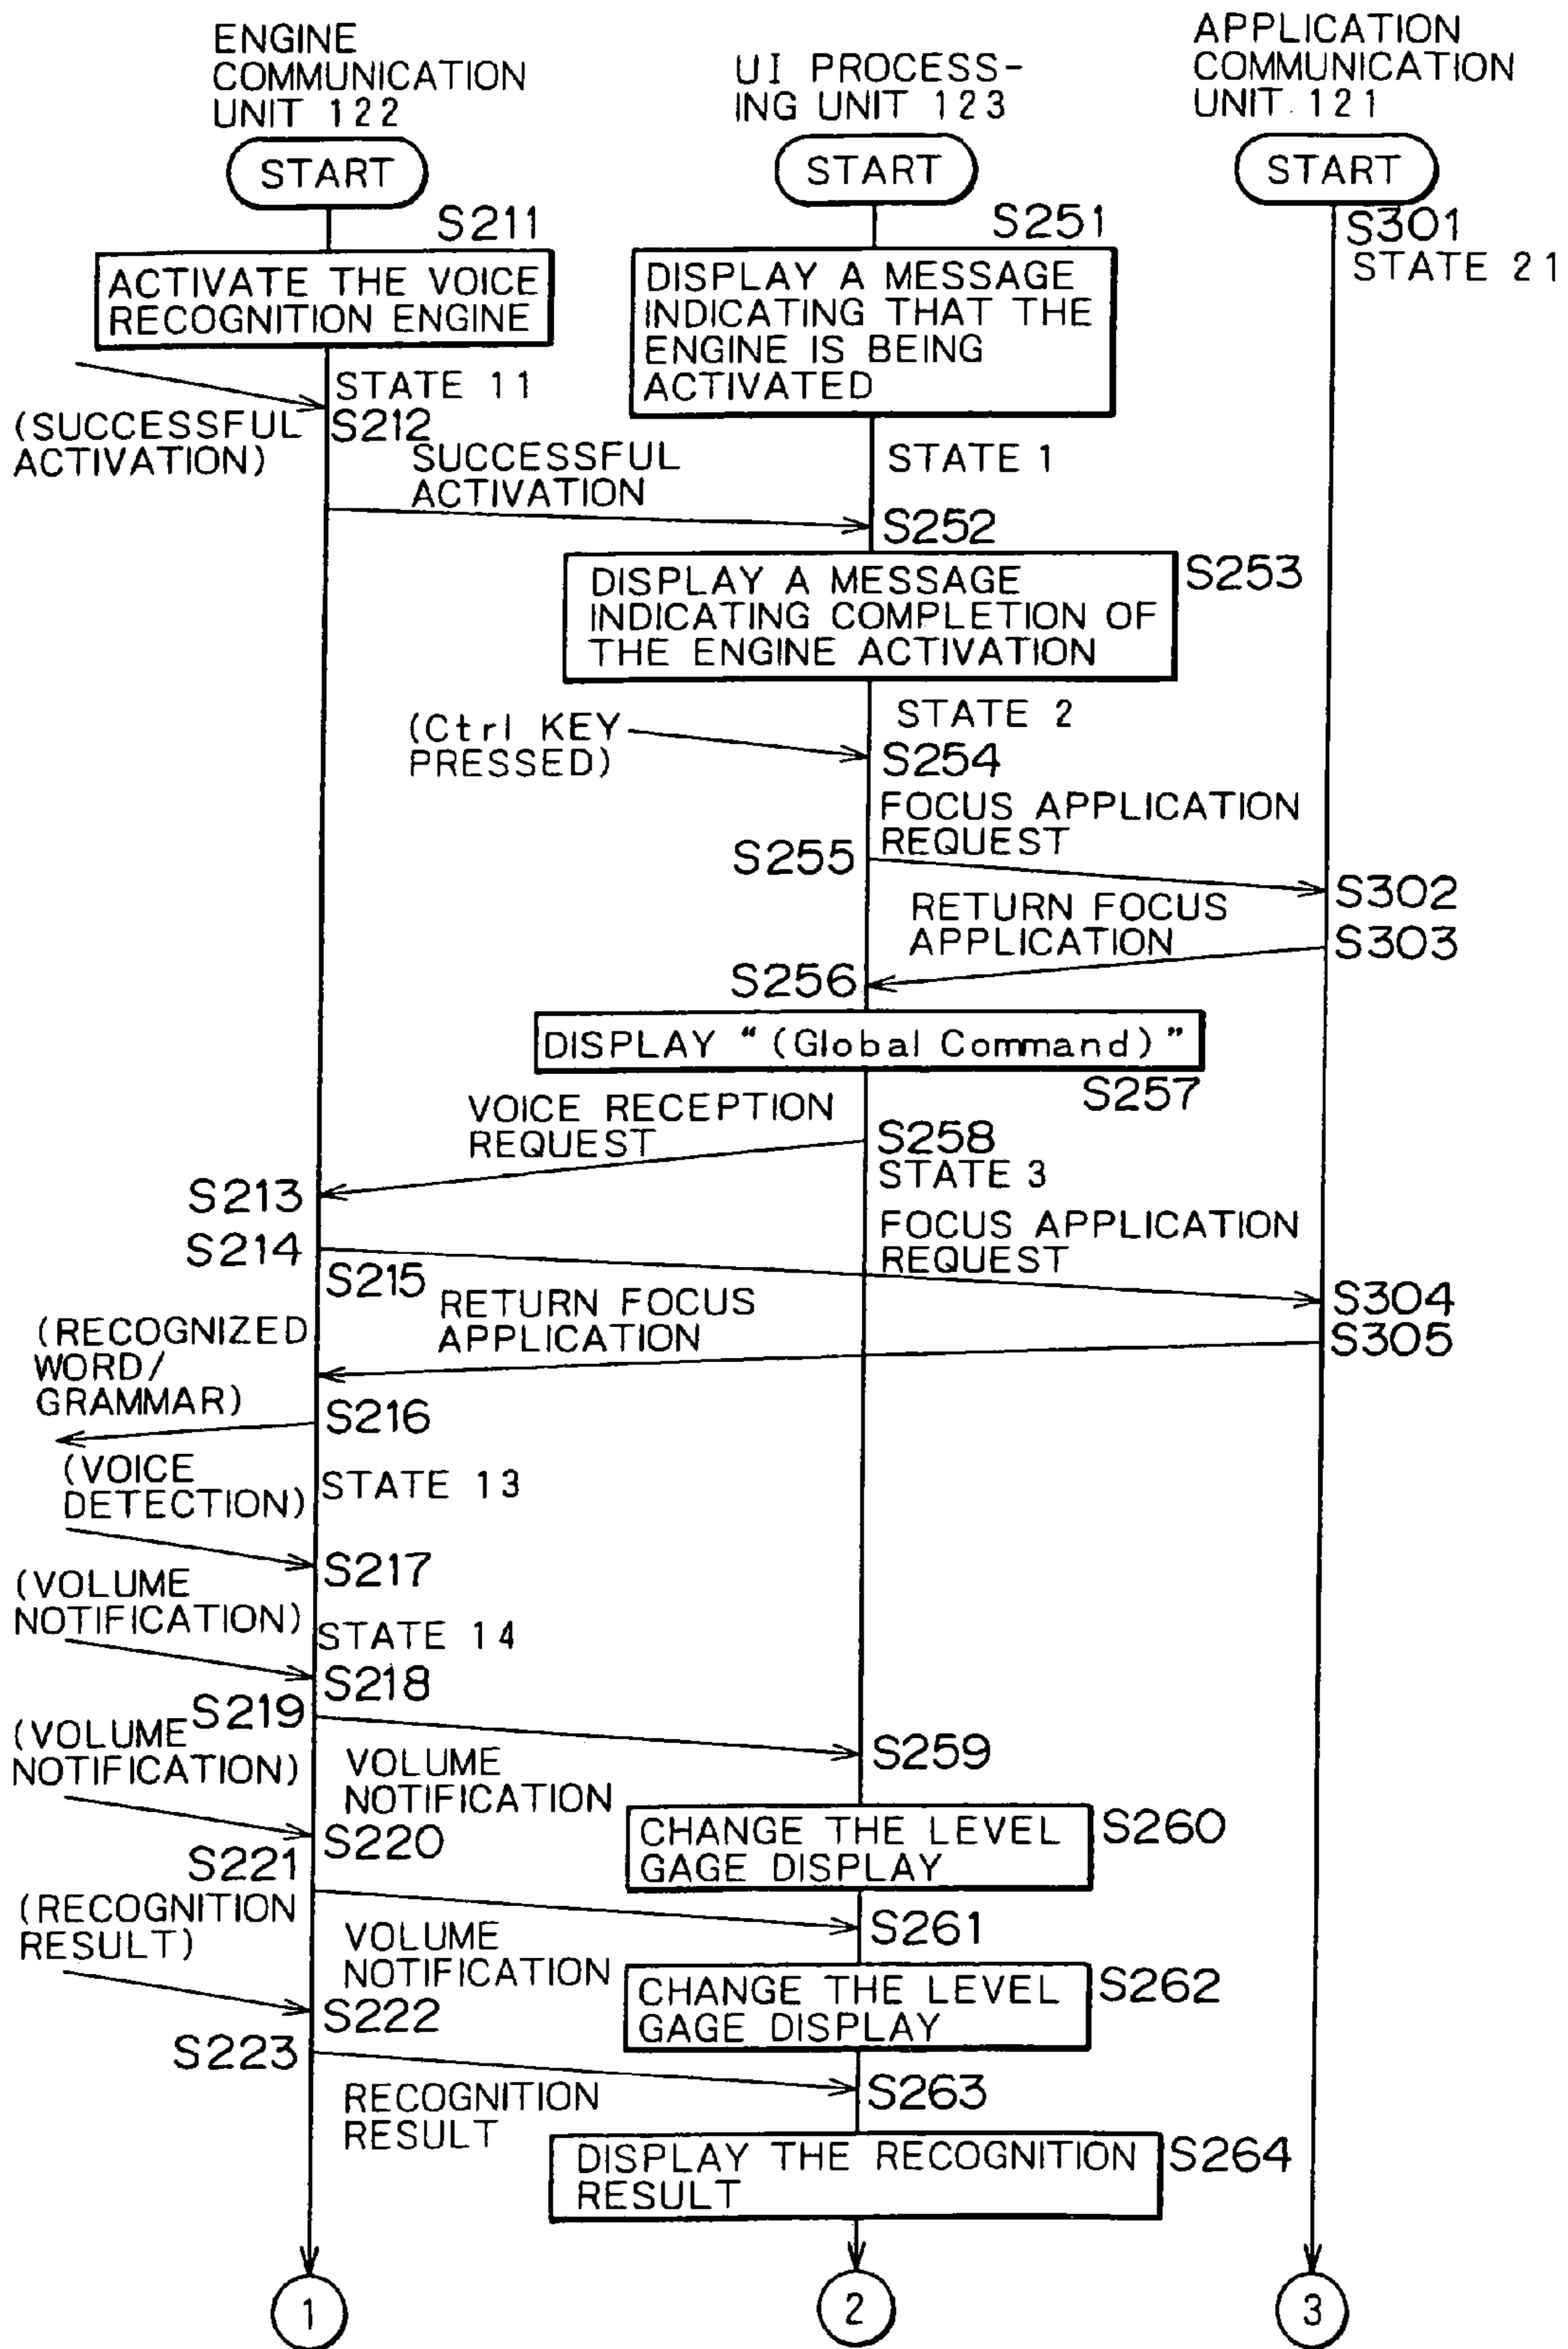 ENGINE
COMMUNICATION
UNIT 122
UI PROCESS-
ING UNIT 123
APPLICATION
COMMUNICATION
UNIT 121
START
START
START
S211
S251
S301
STATE 21
ACTIVATE THE VOICE
RECOGNITION ENGINE
DISPLAY A MESSAGE
INDICATING THAT THE
ENGINE IS BEING
ACTIVATED
STATE 11
(SUCCESSFUL
ACTIVATION)
S212
SUCCESSFUL
ACTIVATION
STATE 1
S252
DISPLAY A MESSAGE
INDICATING COMPLETION OF
THE ENGINE ACTIVATION
S253
STATE 2
(Ctrl KEY
PRESSED)
S254
FOCUS APPLICATION
REQUEST
S255
S302
RETURN FOCUS
APPLICATION
S303
S256
DISPLAY “(Global Command)”
S257
VOICE RECEPTION
REQUEST
S258
STATE 3
S213
FOCUS APPLICATION
REQUEST
S214
S215
S304
RETURN FOCUS
APPLICATION
S305
(RECOGNIZED
WORD/
GRAMMAR)
S216
(VOICE
DETECTION)
STATE 13
S217
(VOLUME
NOTIFICATION)
STATE 14
S218
S219
(VOLUME
NOTIFICATION)
VOLUME
NOTIFICATION
S259
S220
CHANGE THE LEVEL
GAGE DISPLAY
S260
S221
(RECOGNITION
RESULT)
VOLUME
NOTIFICATION
S261
S222
CHANGE THE LEVEL
GAGE DISPLAY
S262
S223
RECOGNITION
RESULT
S263
DISPLAY THE RECOGNITION
RESULT
S264
1
2
3